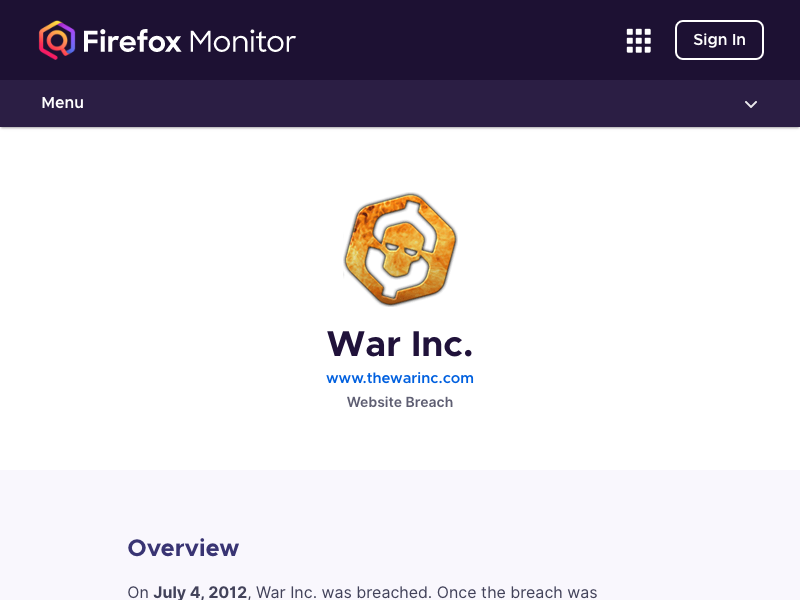 Firefox Monitor
Sign In
Menu
War Inc.
www.thewarinc.com
Website Breach
Overview
On July 4, 2012, War Inc. was breached. Once the breach was